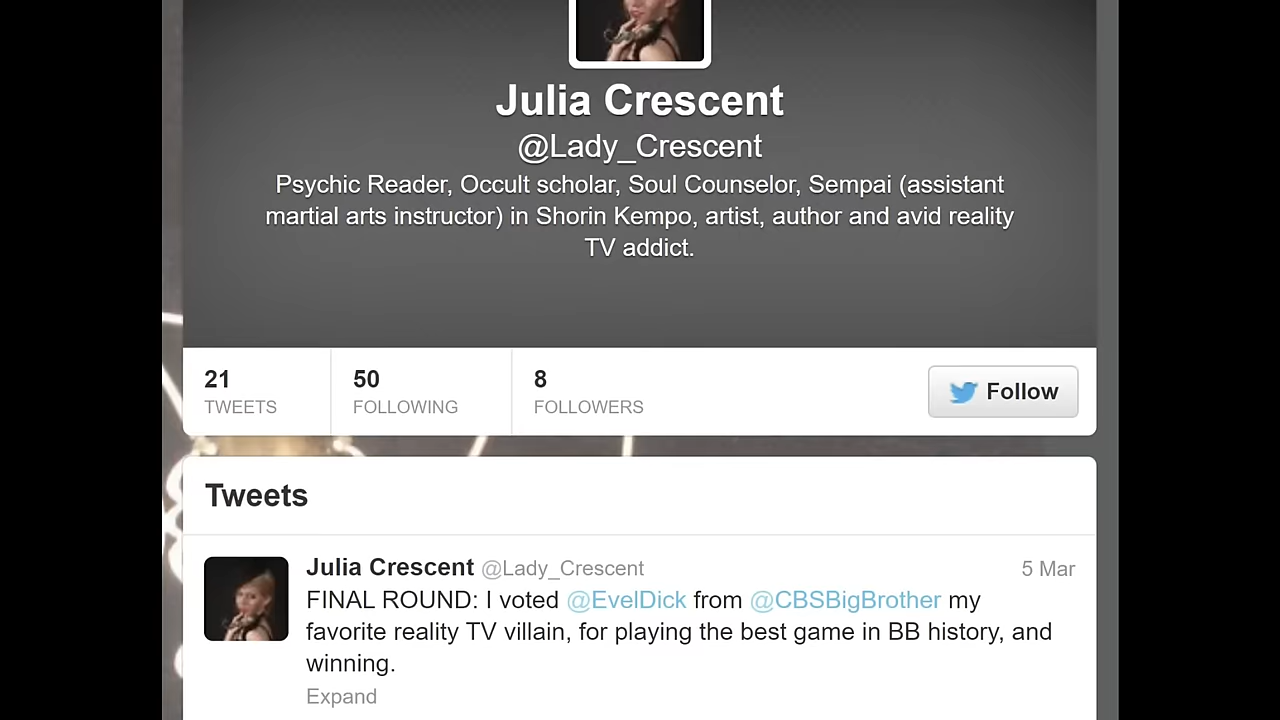 Julia Crescent
@Lady_Crescent
Psychic Reader, Occult scholar, Soul Counselor, Sempai (assistant
martial arts instructor) in Shorin Kempo, artist, author and avid reality
TV addict.
21
TWEETS
50
FOLLOWING
8
FOLLOWERS
Follow
Tweets
Julia Crescent @Lady_Crescent 5 Mar
FINAL ROUND: I voted @EvelDick from @CBSBigBrother my
favorite reality TV villain, for playing the best game in BB history, and
winning.
Expand